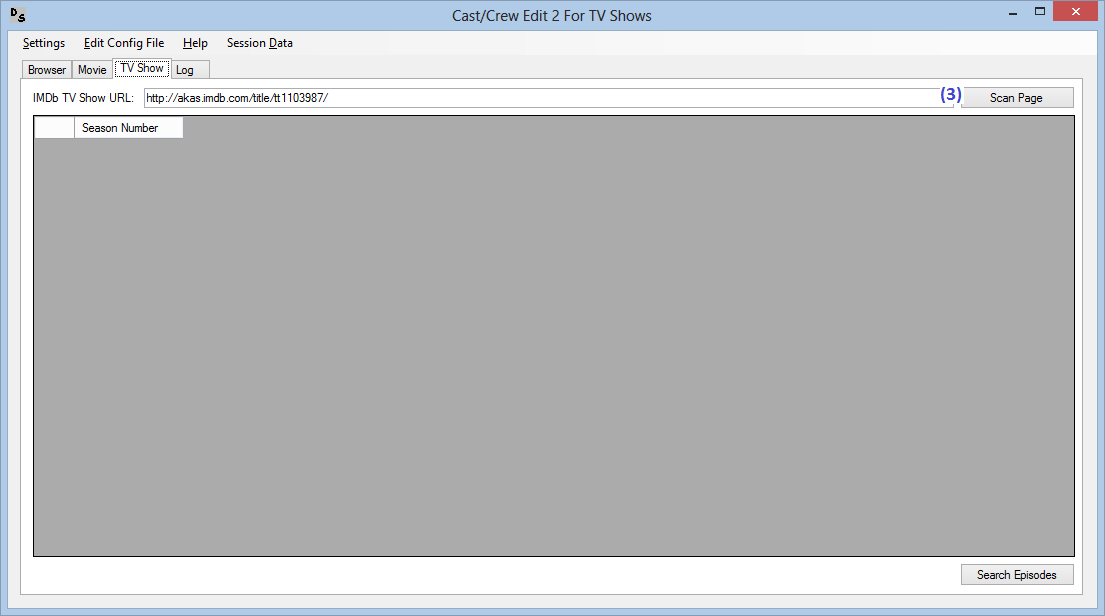 DS
Cast/Crew Edit 2 For TV Shows
Settings Edit Config File Help Session Data
Browser Movie TV Show Log
IMDb TV Show URL: http://akas.imdb.com/title/tt1103987/ (3) Scan Page
Season Number
Search Episodes